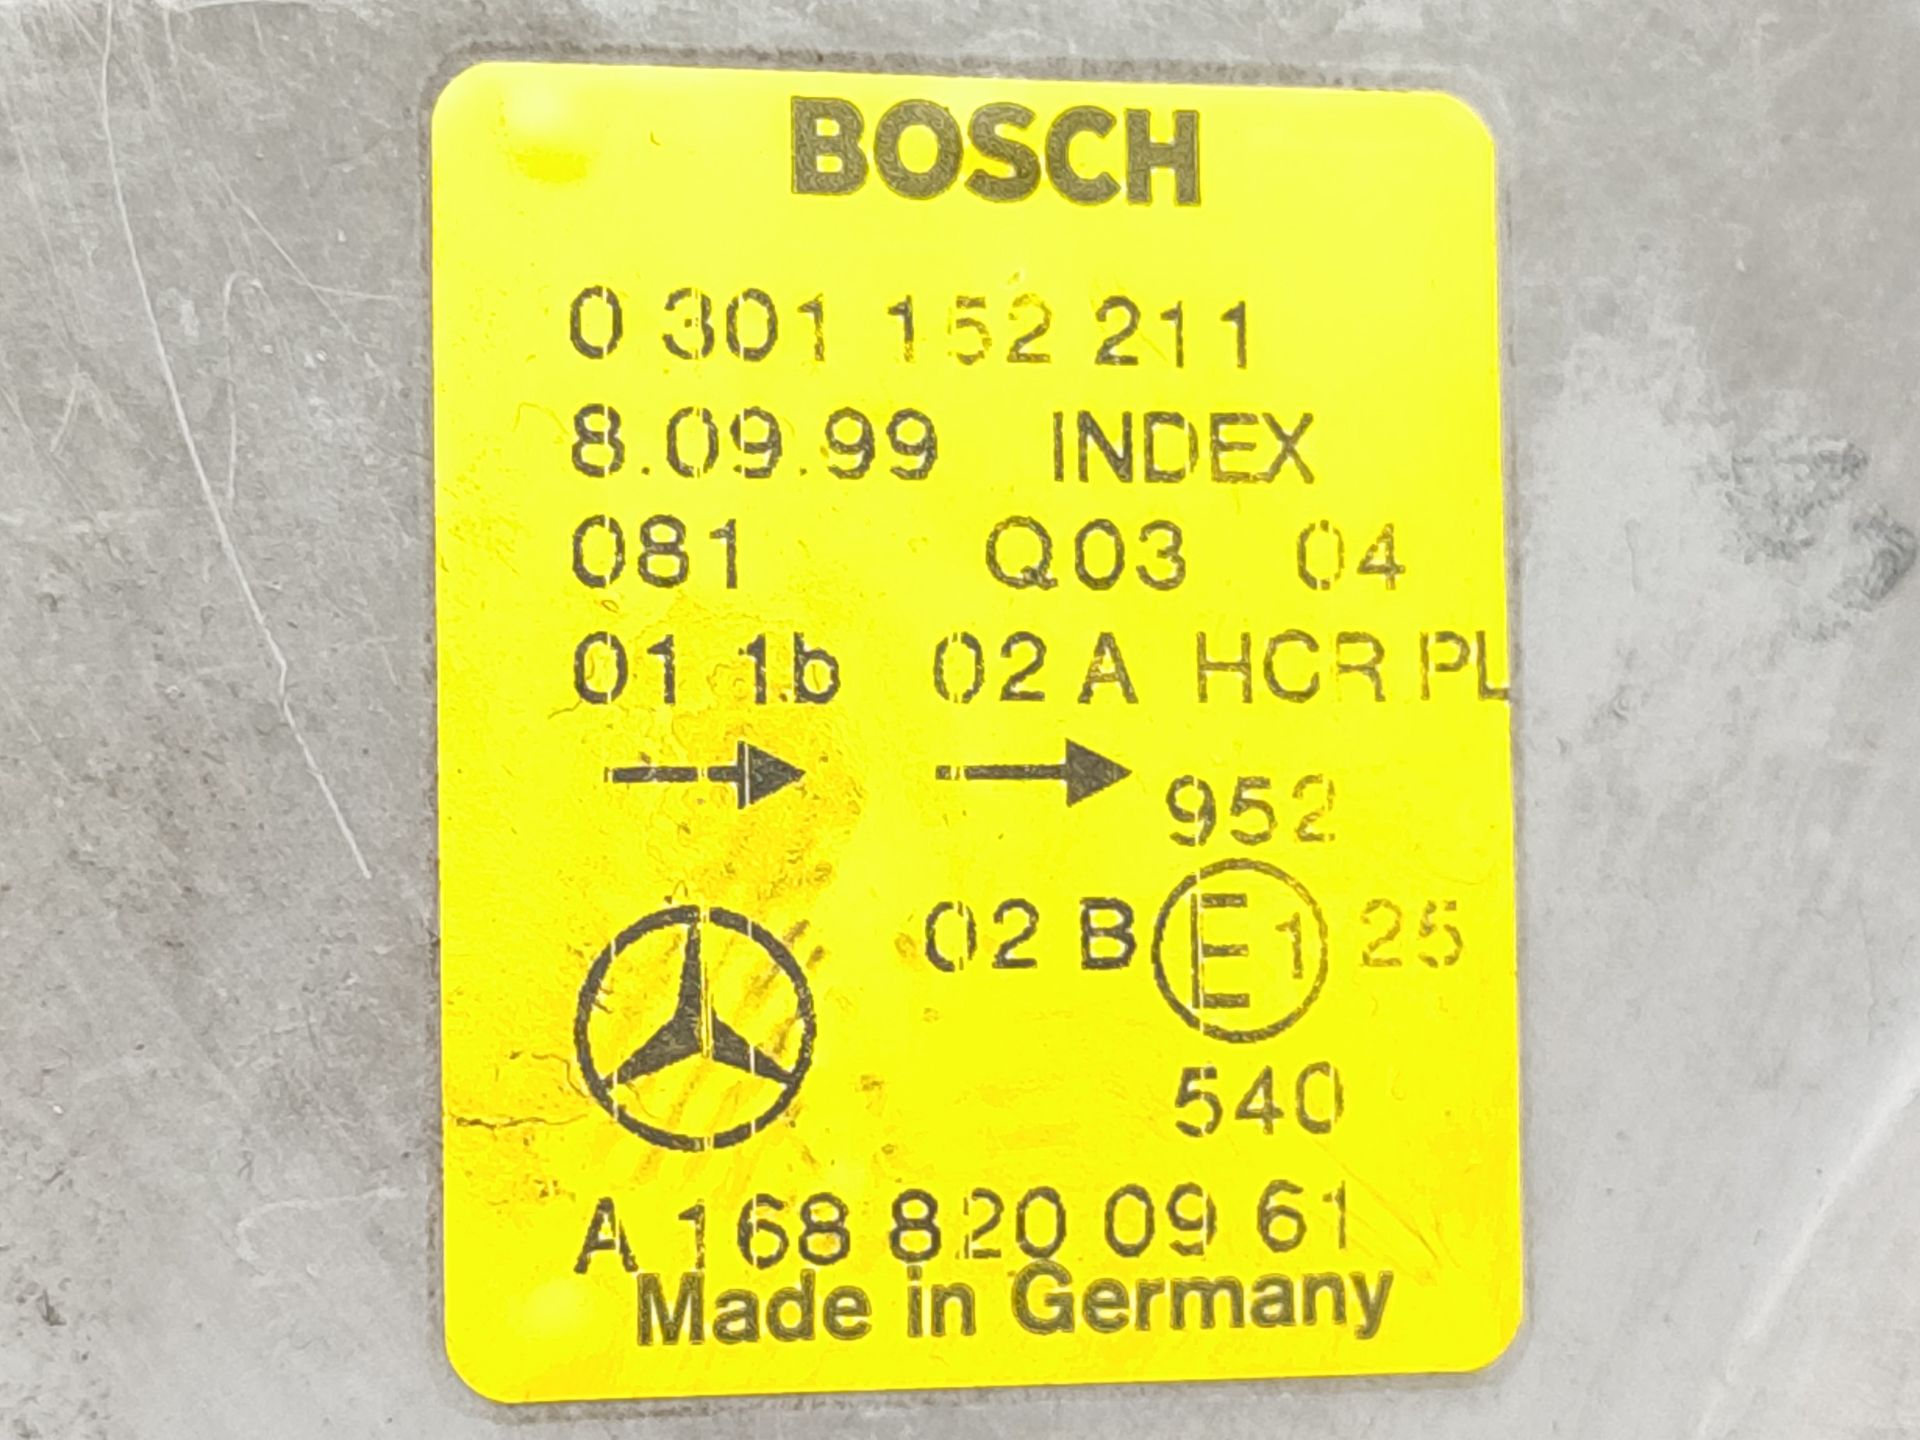 BOSCH
0 301 152 211
8.09.99 INDEX
081 Q03 04
01 1b 02 A HCR PL
952
02 B E1 25
540
A 168 820 09 61
Made in Germany